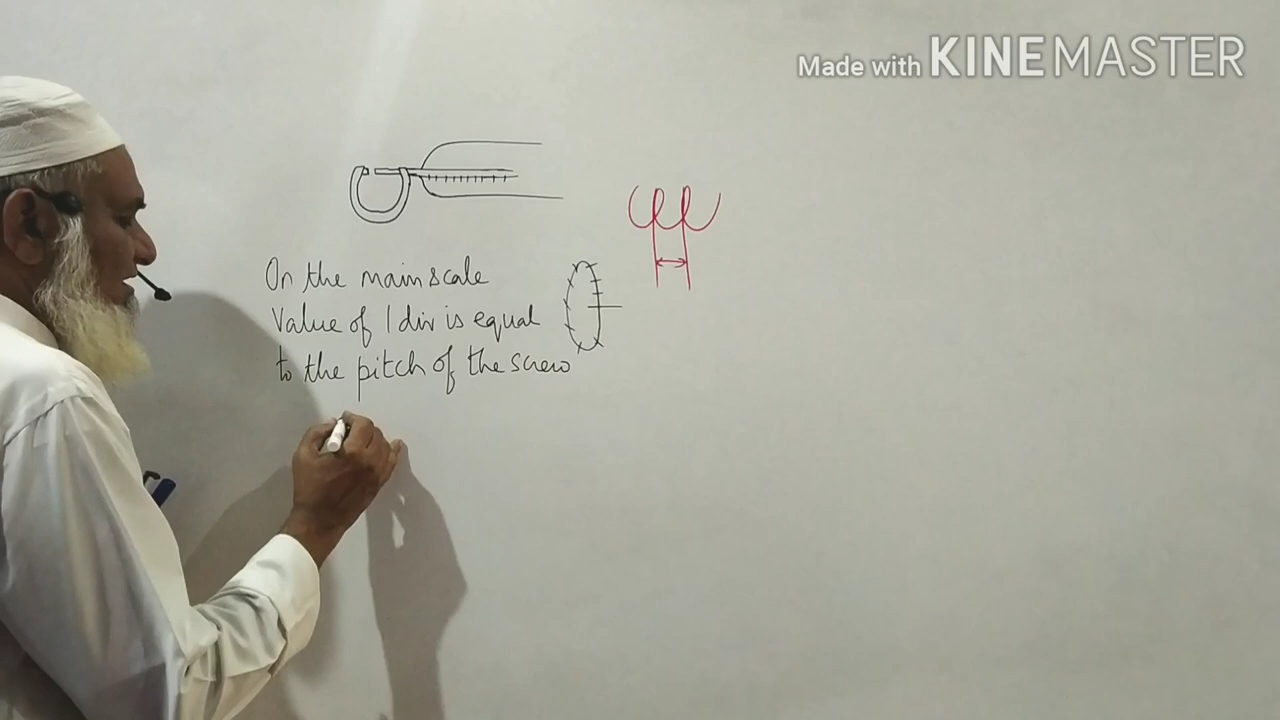 Made with KINEMASTER
On the main scale
Value of 1 div is equal
to the pitch of the screw